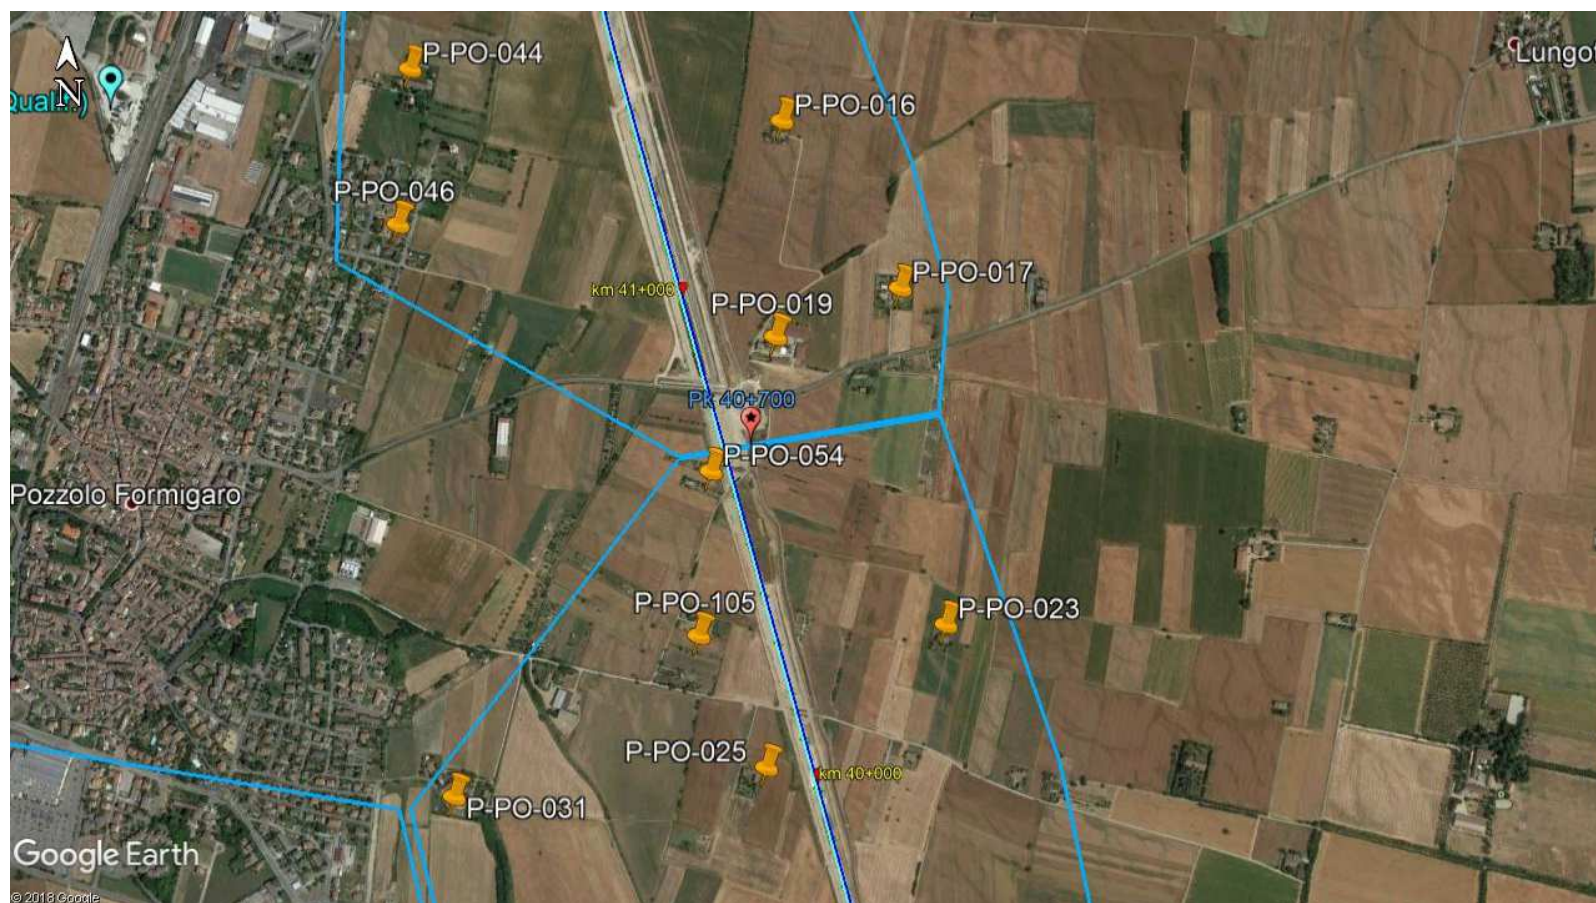 P-PO-044
N
P-PO-016
Lungo
P-PO-046
P-PO-017
km 41+000
P-PO-019
Pk 40+700
P-PO-054
Pozzolo Formigaro
P-PO-105
P-PO-023
P-PO-025
km 40+000
P-PO-031
Google Earth
© 2018 Google